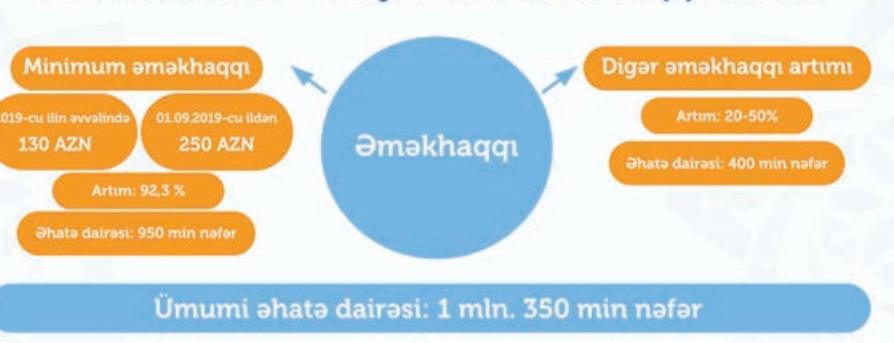 Minimum əməkhaqqı
019-cu ilin əvvəlində
130 AZN
01.09.2019-cu ildən
250 AZN
Artım: 92,3 %
Əhatə dairəsi: 950 min nəfər
Əməkhaqqı
Digər əməkhaqqı artımı
Artım: 20-50%
Əhatə dairəsi: 400 min nəfər
Ümumi əhatə dairəsi: 1 mln. 350 min nəfər